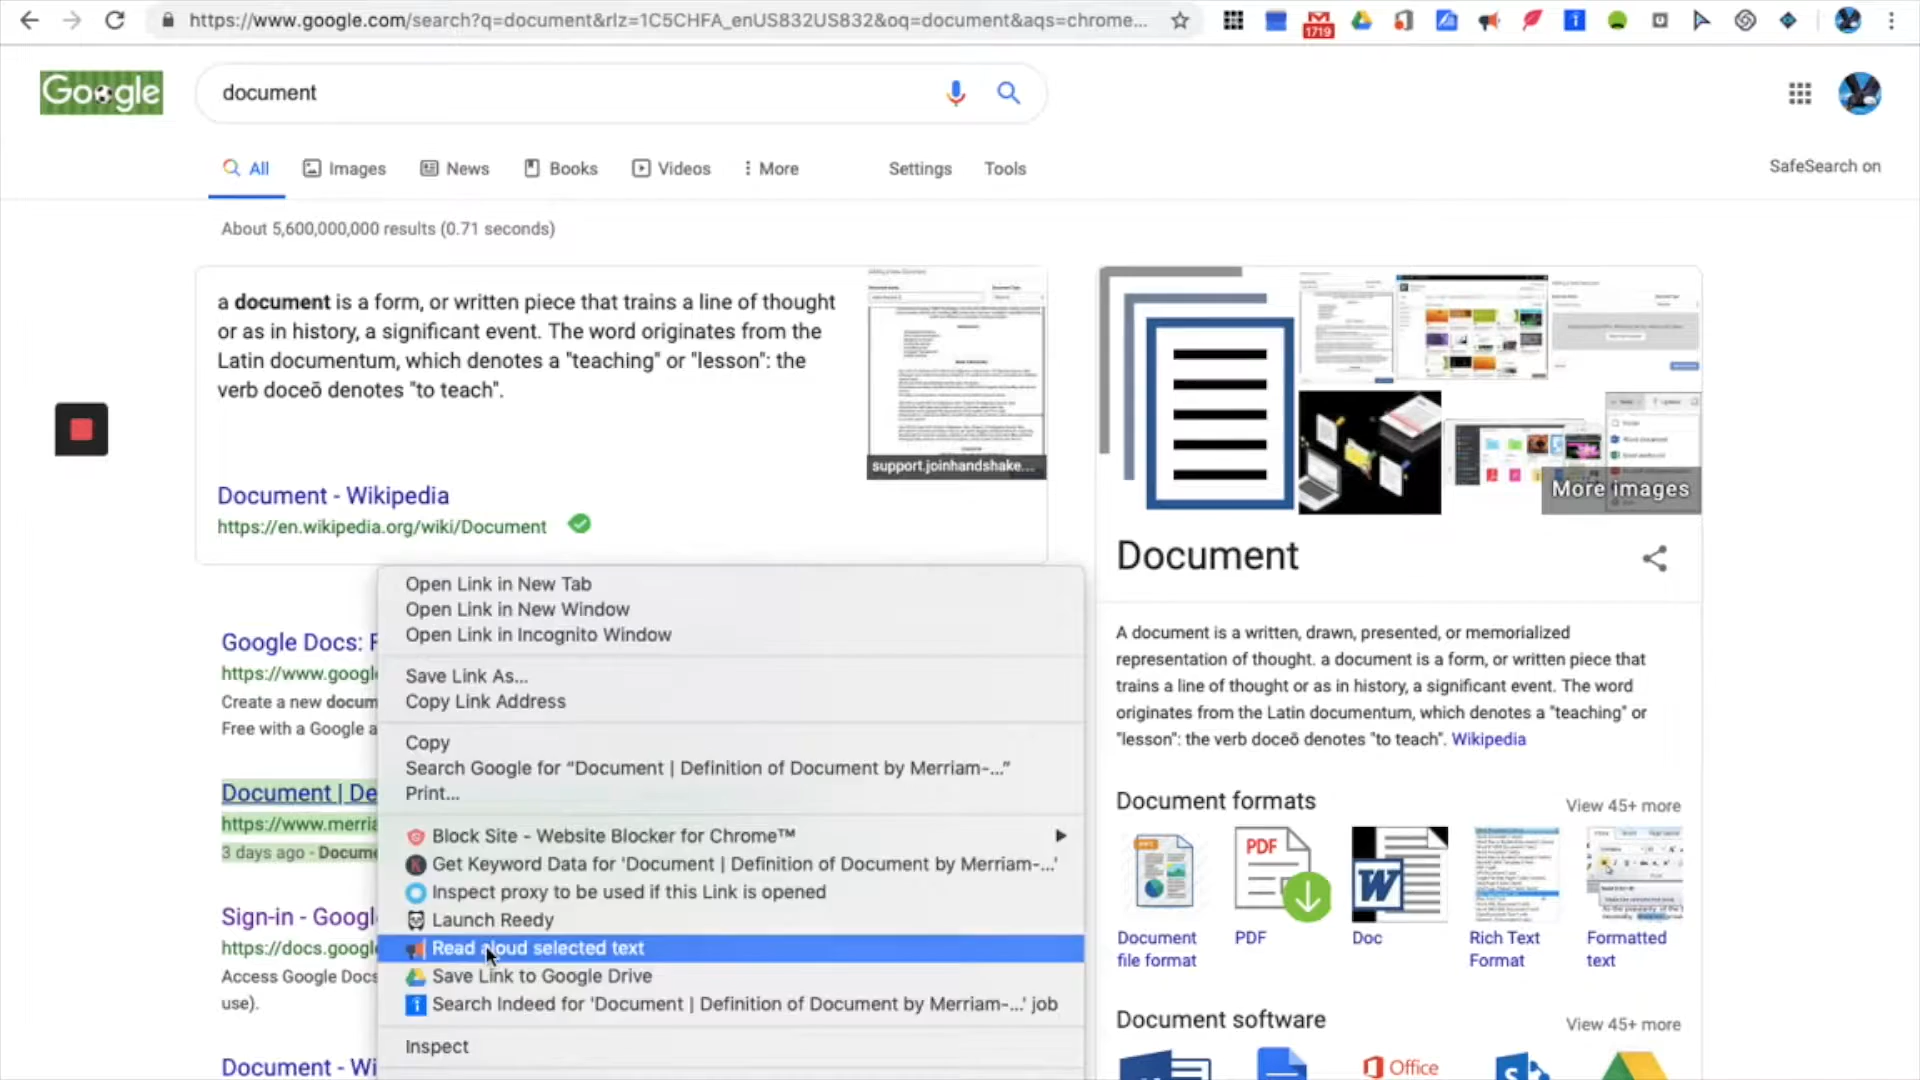 https://www.google.com/search?q=document&rlz=1C5CHFA_enUS832US832&oq=document&aqs=chrome...
1719
Google
document
All
Images
News
Books
Videos
More
Settings
Tools
SafeSearch on
About 5,600,000,000 results (0.71 seconds)
a document is a form, or written piece that trains a line of thought
or as in history, a significant event. The word originates from the
Latin documentum, which denotes a "teaching" or "lesson": the
verb doceō denotes "to teach".
support.joinhandshake...
Document - Wikipedia
https://en.wikipedia.org/wiki/Document
Google Docs: F
https://www.googl
Create a new docum
Free with a Google a
Document | De
https://www.merria
3 days ago - Docume
Sign-in - Googl
https://docs.googl
Access Google Docs
use).
Document - Wi
Open Link in New Tab
Open Link in New Window
Open Link in Incognito Window
Save Link As...
Copy Link Address
Copy
Search Google for “Document | Definition of Document by Merriam-...”
Print...
Block Site - Website Blocker for Chrome™
Get Keyword Data for 'Document | Definition of Document by Merriam-...'
Inspect proxy to be used if this Link is opened
Launch Reedy
Read aloud selected text
Save Link to Google Drive
Search Indeed for 'Document | Definition of Document by Merriam-...' job
Inspect
More images
Document
A document is a written, drawn, presented, or memorialized
representation of thought. a document is a form, or written piece that
trains a line of thought or as in history, a significant event. The word
originates from the Latin documentum, which denotes a "teaching" or
"lesson": the verb doceō denotes "to teach". Wikipedia
Document formats
View 45+ more
PDF
W
Document
file format
PDF
Doc
Rich Text
Format
Formatted
text
Document software
View 45+ more
Office